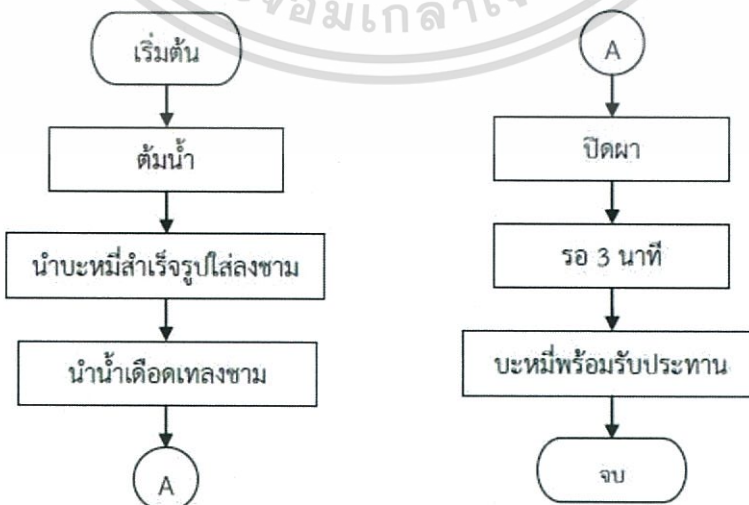 เริ่มต้น
ต้มน้ำ
นำบะหมี่สำเร็จรูปใส่ลงชาม
นำน้ำเดือดเทลงชาม
A
A
ปิดฝา
รอ 3 นาที
บะหมี่พร้อมรับประทาน
จบ